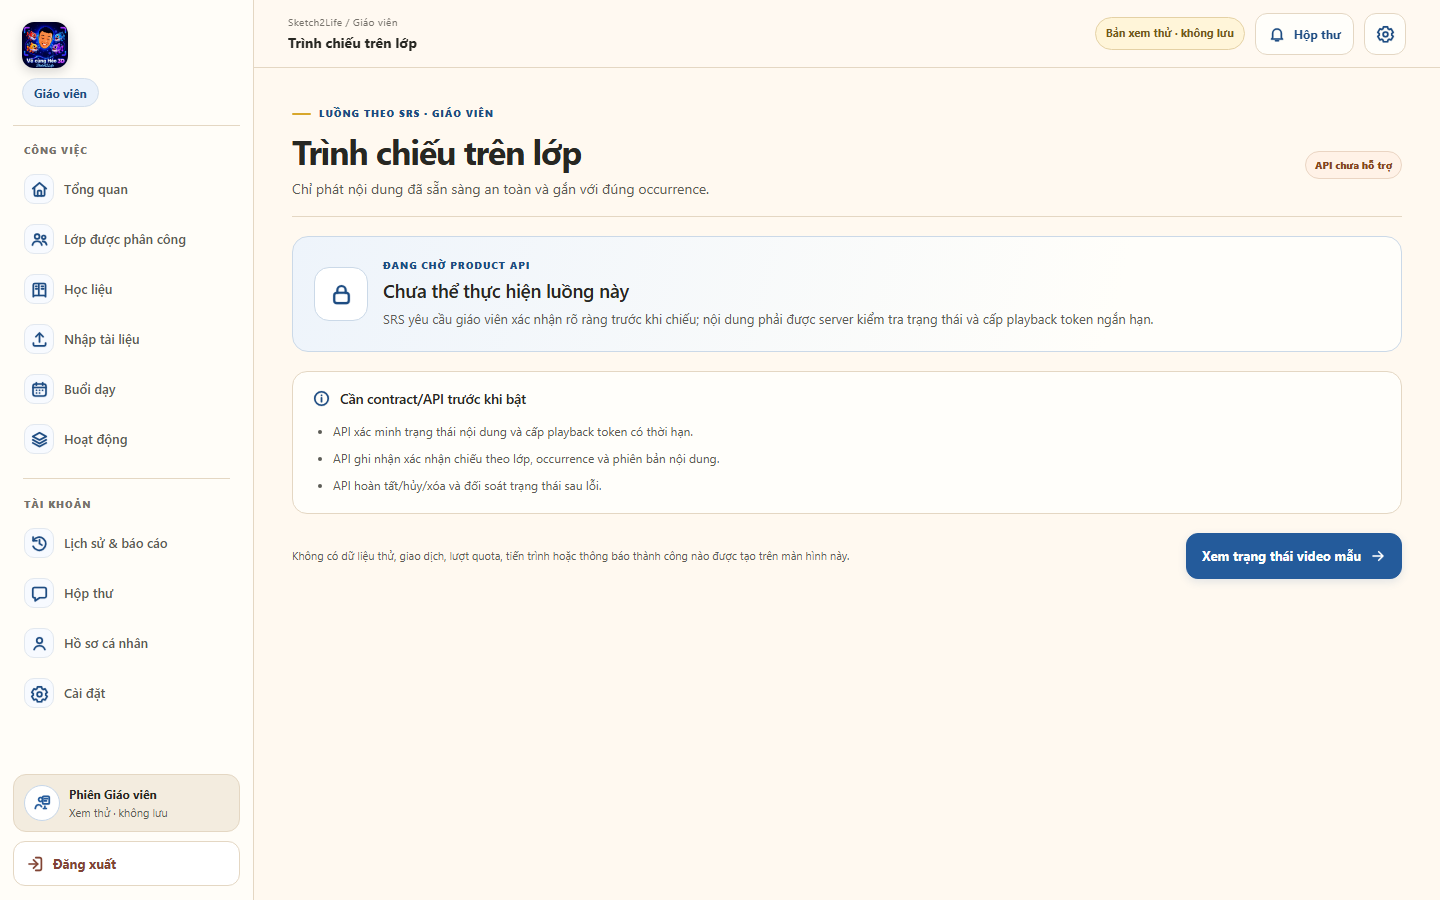 Vẽ cùng Héo 3D
Giáo viên
CÔNG VIỆC
Tổng quan
Lớp được phân công
Học liệu
Nhập tài liệu
Buổi dạy
Hoạt động
TÀI KHOẢN
Lịch sử & báo cáo
Hộp thư
Hồ sơ cá nhân
Cài đặt
Phiên Giáo viên
Xem thử · không lưu
Đăng xuất
Sketch2Life / Giáo viên
Trình chiếu trên lớp
Bản xem thử · không lưu
Hộp thư
LUỒNG THEO SRS · GIÁO VIÊN
Trình chiếu trên lớp
Chỉ phát nội dung đã sẵn sàng an toàn và gắn với đúng occurrence.
API chưa hỗ trợ
ĐANG CHỜ PRODUCT API
Chưa thể thực hiện luồng này
SRS yêu cầu giáo viên xác nhận rõ ràng trước khi chiếu; nội dung phải được server kiểm tra trạng thái và cấp playback token ngắn hạn.
Cần contract/API trước khi bật
• API xác minh trạng thái nội dung và cấp playback token có thời hạn.
• API ghi nhận xác nhận chiếu theo lớp, occurrence và phiên bản nội dung.
• API hoàn tất/hủy/xóa và đối soát trạng thái sau lỗi.
Không có dữ liệu thử, giao dịch, lượt quota, tiến trình hoặc thông báo thành công nào được tạo trên màn hình này.
Xem trạng thái video mẫu →